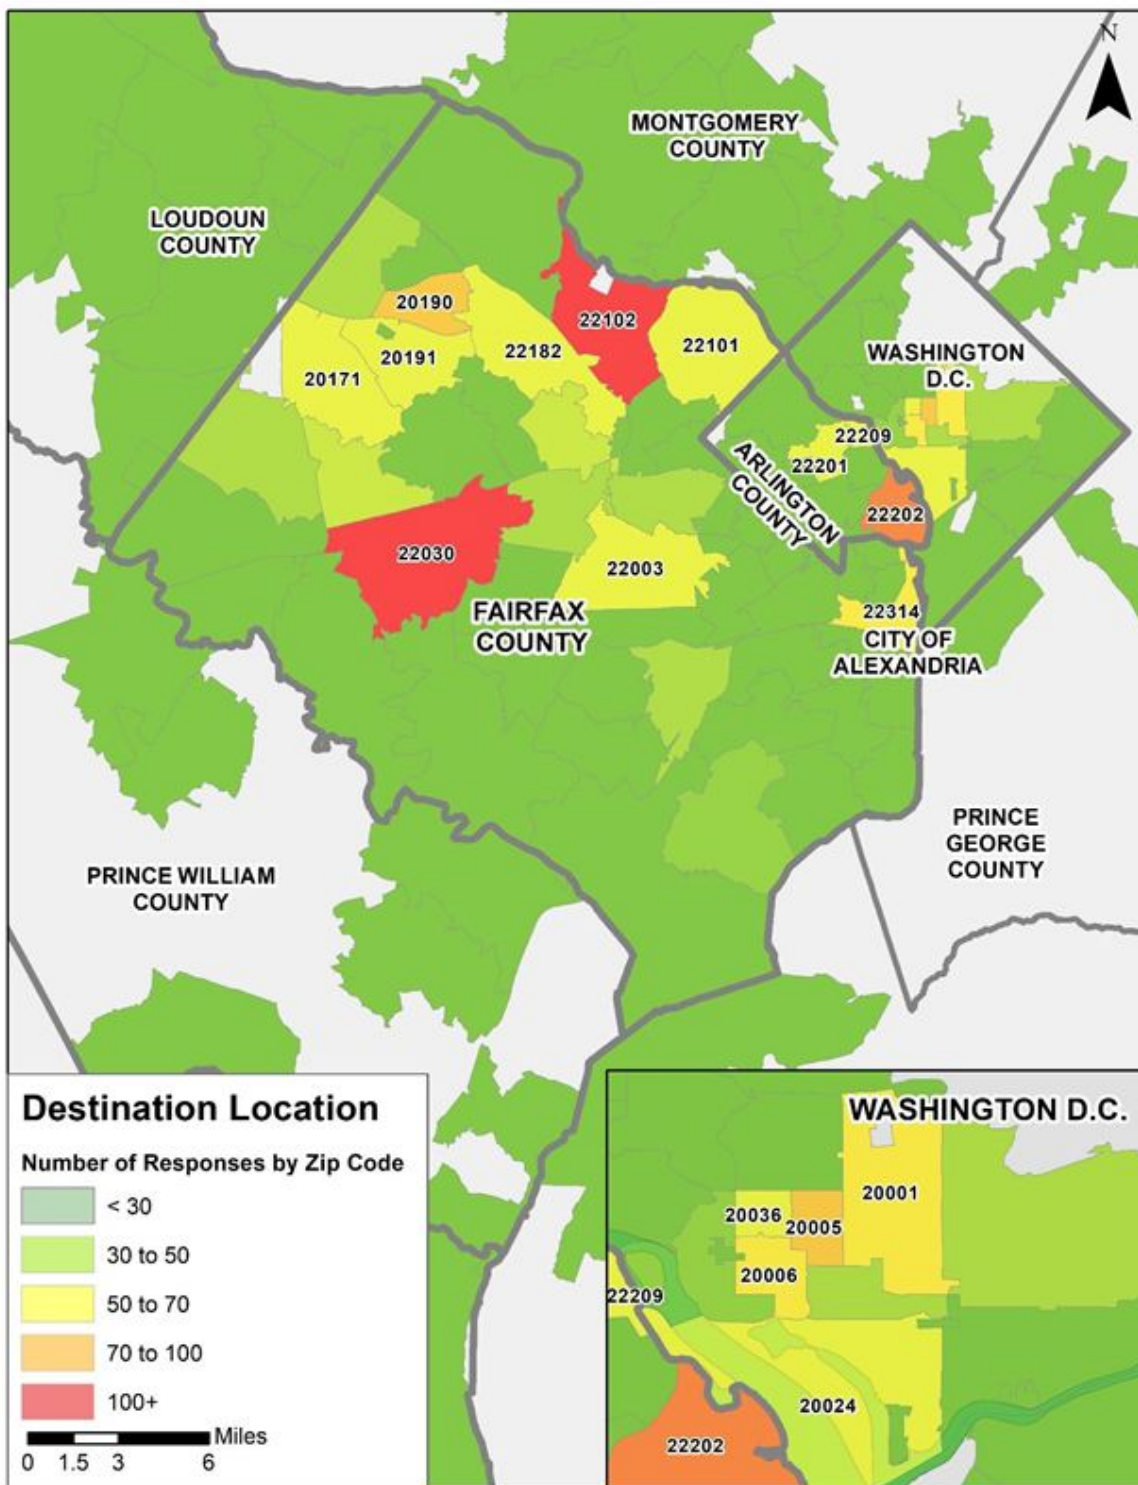 N
MONTGOMERY
COUNTY
LOUDOUN
COUNTY
20190
22102
22101
20191
22182
20171
WASHINGTON
D.C.
22209
22201
ARLINGTON
COUNTY
22202
22030
22003
FAIRFAX
COUNTY
22314
CITY OF
ALEXANDRIA
PRINCE
GEORGE
COUNTY
PRINCE WILLIAM
COUNTY
Destination Location
Number of Responses by Zip Code
< 30
30 to 50
50 to 70
70 to 100
100+
Miles
0 1.5 3 6
WASHINGTON D.C.
20001
20036
20005
20006
22209
20024
22202